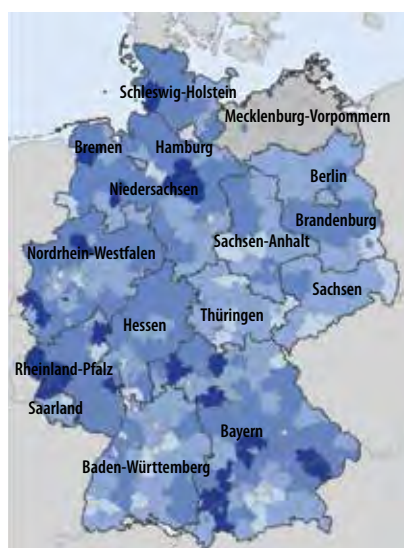 Schleswig-Holstein
Mecklenburg-Vorpommern
Bremen
Hamburg
Berlin
Niedersachsen
Brandenburg
Sachsen-Anhalt
Nordrhein-Westfalen
Sachsen
Thüringen
Hessen
Rheinland-Pfalz
Saarland
Bayern
Baden-Württemberg